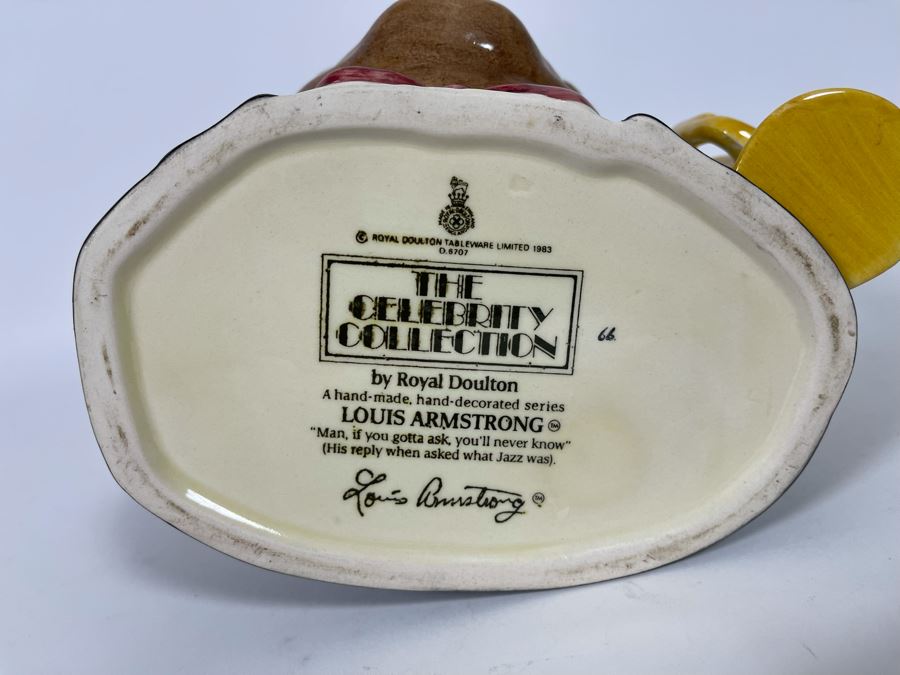 © ROYAL DOULTON TABLEWARE LIMITED 1983
D.6707
THE
CELEBRITY
COLLECTION
66.
by Royal Doulton
A hand-made, hand-decorated series
LOUIS ARMSTRONG ™
"Man, if you gotta ask, you'll never know"
(His reply when asked what Jazz was).
Louis Armstrong ™